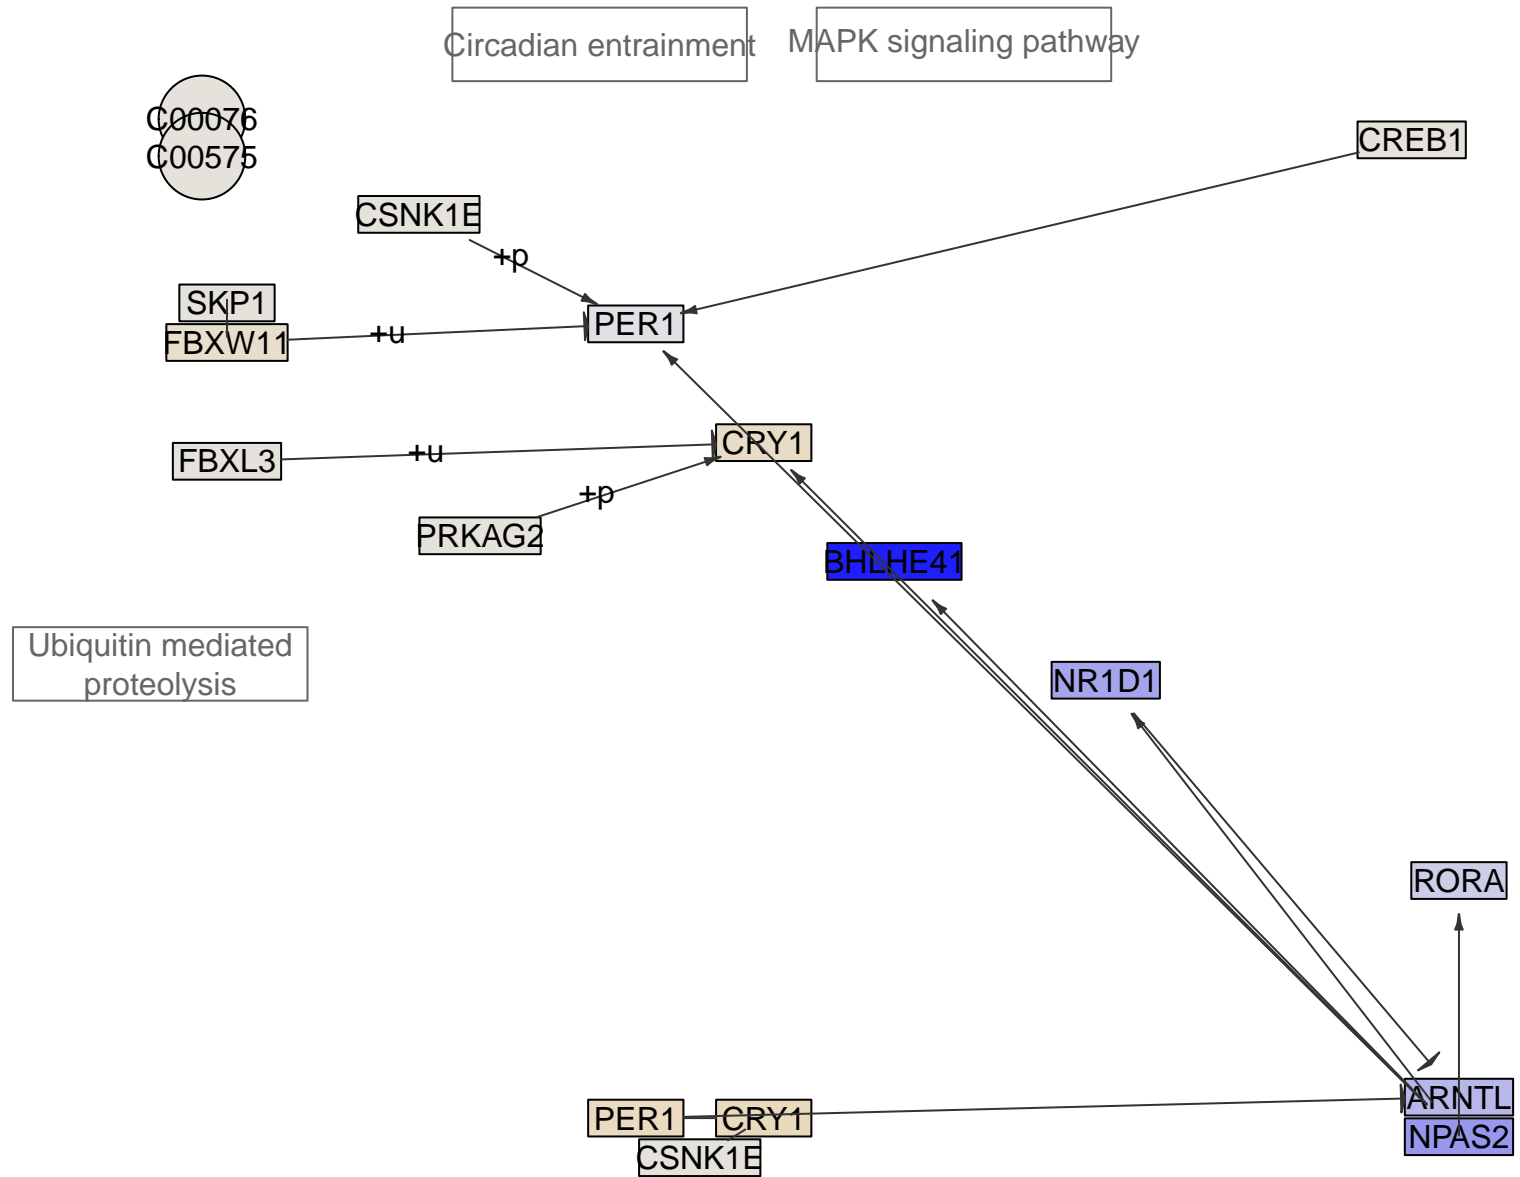 Circadian entrainment
MAPK signaling pathway
C00076
C00575
CREB1
CSNK1E
+p
SKP1
FBXW11
+u
PER1
FBXL3
+u
CRY1
+p
PRKAG2
BHLHE41
Ubiquitin mediated
proteolysis
NR1D1
RORA
ARNTL
NPAS2
PER1
CRY1
CSNK1E